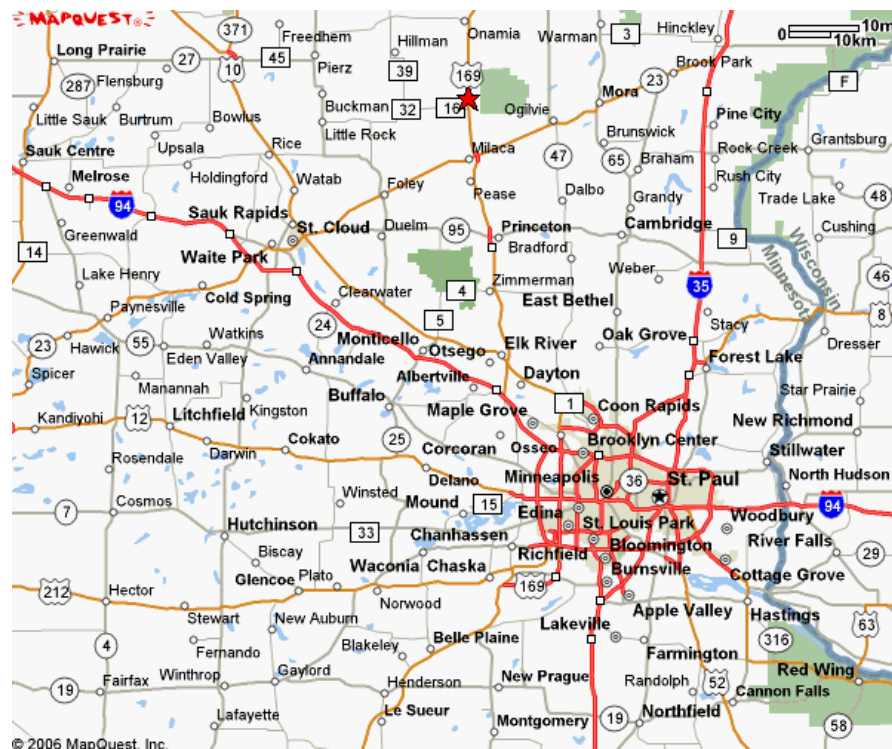 MAPQUEST
371
Freedhem
Hillman
Onamia
Warman
3
Hinckley
0 10m
10km
Long Prairie
27
10
45
Pierz
39
169
23
Brook Park
F
287
Flensburg
Buckman
32
16
Ogilvie
Mora
Pine City
Little Sauk
Burtrum
Bowlus
Little Rock
Brunswick
Grantsburg
Upsala
Rice
Milaca
47
65
Braham
Rock Creek
Sauk Centre
Melrose
Holdingford
Watab
Foley
Pease
Dalbo
Grandy
Rush City
Trade Lake
48
94
Sauk Rapids
St. Cloud
Duelm
95
Princeton
Cambridge
9
Cushing
14
Greenwald
Waite Park
Bradford
Wisconsin
Minnesota
Lake Henry
Cold Spring
Clearwater
4
Zimmerman
Weber
35
46
Paynesville
East Bethel
24
5
Stacy
8
23
Hawick
55
Watkins
Monticello
Otsego
Elk River
Oak Grove
Dresser
Eden Valley
Annandale
Forest Lake
Spicer
Manannah
Albertville
Dayton
Star Prairie
Kingston
Buffalo
Maple Grove
1
Coon Rapids
Kandiyohi
12
Litchfield
New Richmond
Cokato
25
Corcoran
Osseo
Brooklyn Center
Stillwater
Rosendale
Darwin
Delano
Minneapolis
36
St. Paul
North Hudson
7
Cosmos
Winsted
Mound
15
Edina
St. Louis Park
Woodbury
94
Hutchinson
33
Chanhassen
Richfield
Bloomington
River Falls
29
Biscay
Waconia
Chaska
Burnsville
Cottage Grove
212
Hector
Glencoe
Plato
Norwood
169
Apple Valley
Hastings
Stewart
New Auburn
Lakeville
316
63
4
Fernando
Blakeley
Belle Plaine
Farmington
Winthrop
Gaylord
Red Wing
19
Fairfax
Henderson
New Prague
Randolph
52
Cannon Falls
Lafayette
Le Sueur
Montgomery
19
Northfield
58
© 2006 MapQuest, Inc.